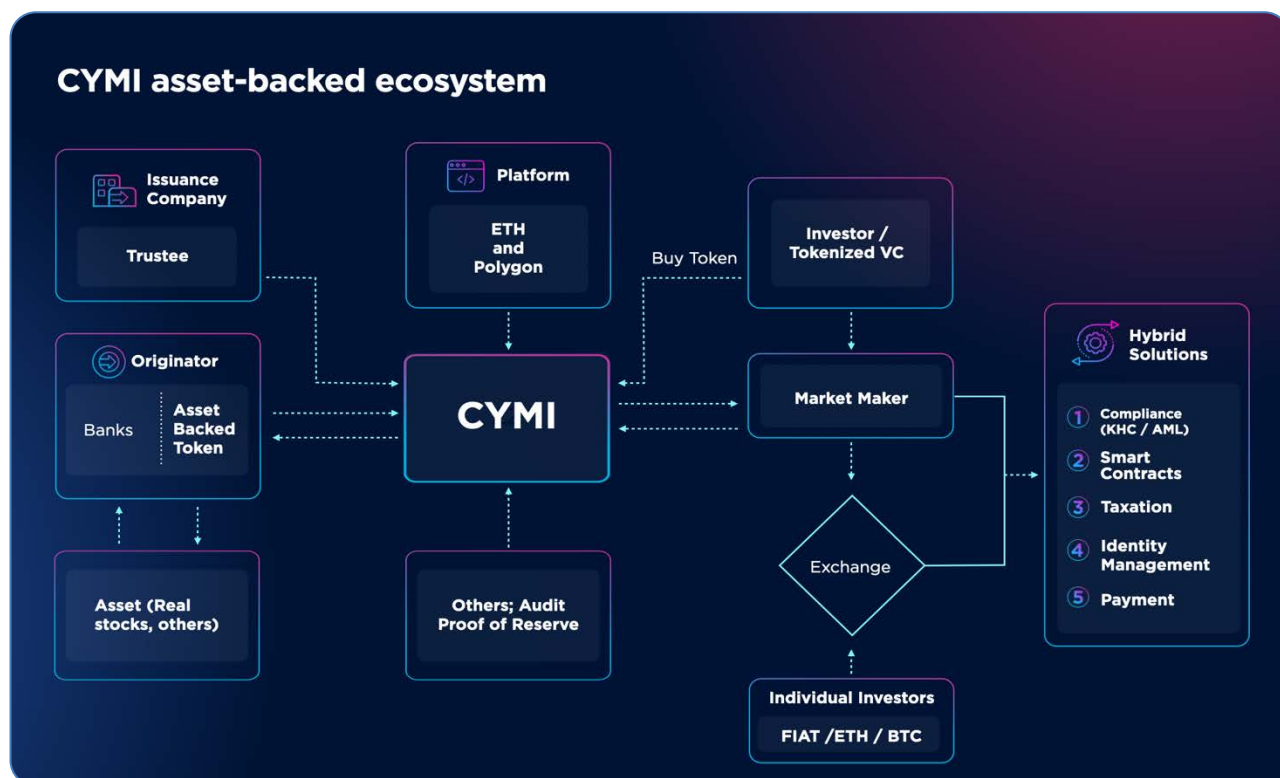 CYMI asset-backed ecosystem
Issuance
Company
Trustee
Platform
</>
ETH
and
Polygon
Buy Token
Investor /
Tokenized VC
Originator
Banks
Asset
Backed
Token
CYMI
Market Maker
Hybrid
Solutions
1 Compliance
(KHC / AML)
2 Smart
Contracts
3 Taxation
4 Identity
Management
5 Payment
Asset (Real
stocks, others)
Others; Audit
Proof of Reserve
Exchange
Individual Investors
FIAT /ETH / BTC